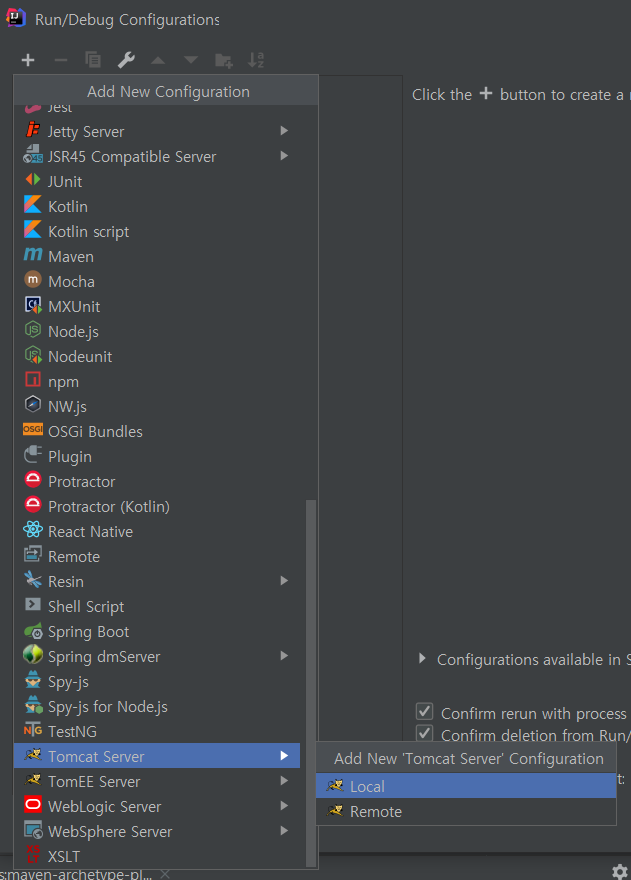 Run/Debug Configurations
Add New Configuration
Click the + button to create a
Jest
Jetty Server
JSR45 Compatible Server
JUnit
Kotlin
Kotlin script
Maven
Mocha
MXUnit
Node.js
Nodeunit
npm
NW.js
OSGi Bundles
Plugin
Protractor
Protractor (Kotlin)
React Native
Remote
Resin
Shell Script
Spring Boot
Spring dmServer
Configurations available in S
Spy-js
Spy-js for Node.js
Confirm rerun with process
TestNG
Confirm deletion from Run/
Tomcat Server
Add New 'Tomcat Server' Configuration
TomEE Server
t:
Local
WebLogic Server
Remote
WebSphere Server
XSLT
s:maven-archetype-pl...